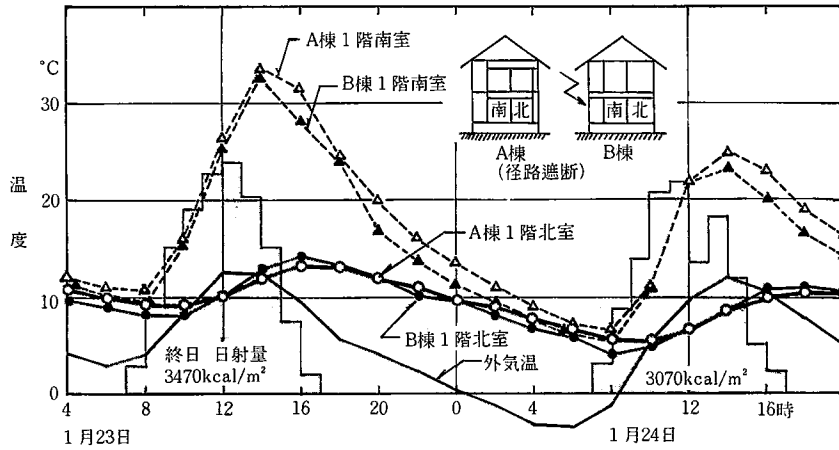 A棟1階南室
℃
B棟1階南室
30
南 北
南 北
A棟
(径路遮断)
B棟
温
度
20
A棟1階北室
10
B棟1階北室
終日 日射量
3470kcal/m²
外気温
3070kcal/m²
0
4 8 12 16 20 0 4 8 12 16時
1月23日 1月24日